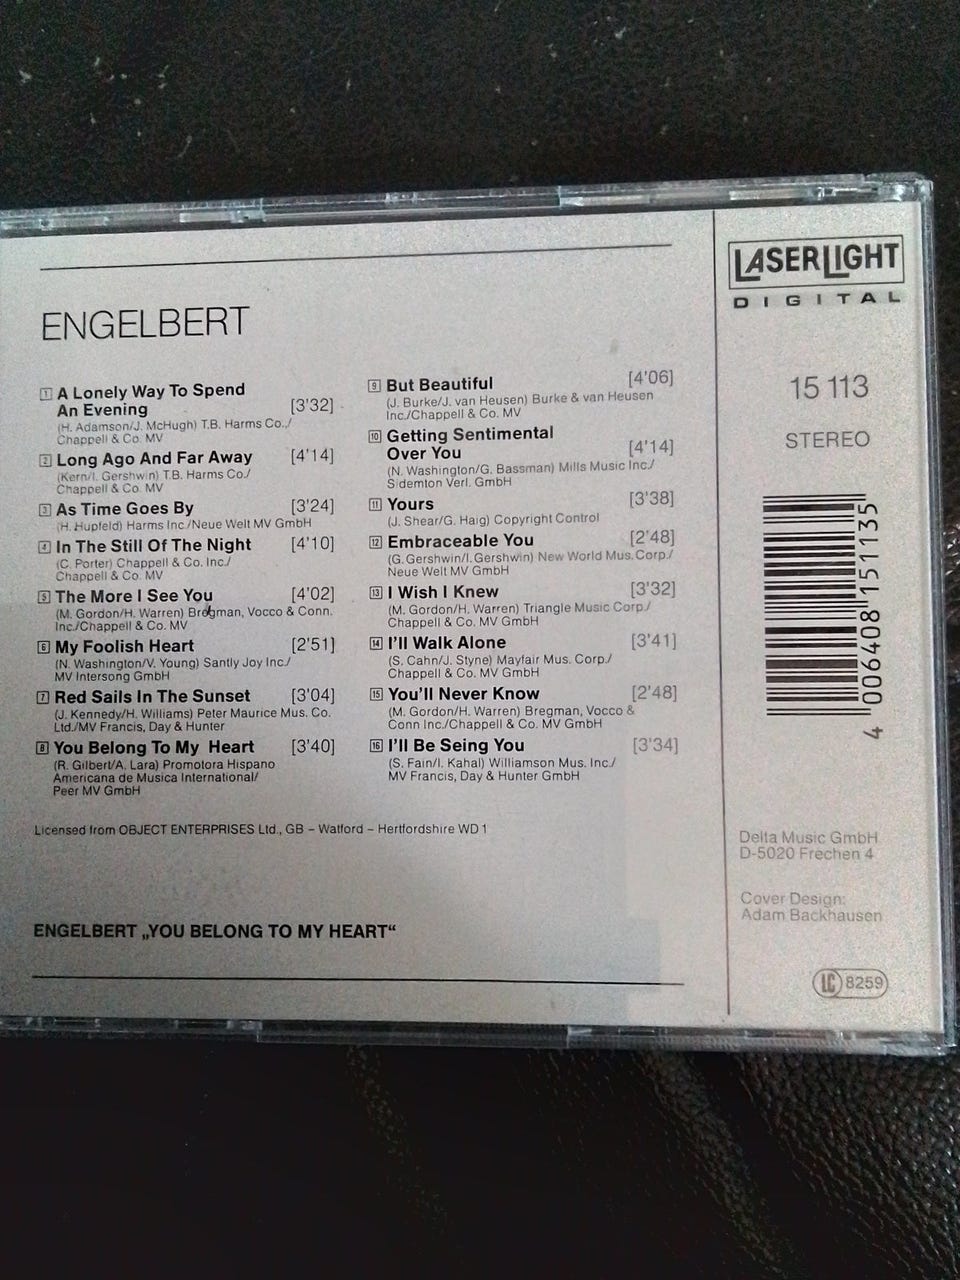 ENGELBERT
1 A Lonely Way To Spend
An Evening [3'32]
(H. Adamson/J. McHugh) T.B. Harms Co./
Chappell & Co. MV
2 Long Ago And Far Away [4'14]
(Kern/I. Gershwin) T.B. Harms Co./
Chappell & Co. MV
3 As Time Goes By [3'24]
(H. Hupfeld) Harms Inc./Neue Welt MV GmbH
4 In The Still Of The Night [4'10]
(C. Porter) Chappell & Co. Inc./
Chappell & Co. MV
5 The More I See You [4'02]
(M. Gordon/H. Warren) Bregman, Vocco & Conn.
Inc./Chappell & Co. MV
6 My Foolish Heart [2'51]
(N. Washington/V. Young) Santly Joy Inc./
MV Intersong GmbH
7 Red Sails In The Sunset [3'04]
(J. Kennedy/H. Williams) Peter Maurice Mus. Co.
Ltd./MV Francis, Day & Hunter
8 You Belong To My Heart [3'40]
(R. Gilbert/A. Lara) Promotora Hispano
Americana de Musica International/
Peer MV GmbH
9 But Beautiful [4'06]
(J. Burke/J. van Heusen) Burke & van Heusen
Inc./Chappell & Co. MV
10 Getting Sentimental
Over You [4'14]
(N. Washington/G. Bassman) Mills Music Inc./
Sidemton Verl. GmbH
11 Yours [3'38]
(J. Shear/G. Haig) Copyright Control
12 Embraceable You [2'48]
(G. Gershwin/I. Gershwin) New World Mus. Corp./
Neue Welt MV GmbH
13 I Wish I Knew [3'32]
(M. Gordon/H. Warren) Triangle Music Corp./
Chappell & Co. MV GmbH
14 I'll Walk Alone [3'41]
(S. Cahn/J. Styne) Mayfair Mus. Corp./
Chappell & Co. MV GmbH
15 You'll Never Know [2'48]
(M. Gordon/H. Warren) Bregman, Vocco &
Conn Inc./Chappell & Co. MV GmbH
16 I'll Be Seing You [3'34]
(S. Fain/I. Kahal) Williamson Mus. Inc./
MV Francis, Day & Hunter GmbH
Licensed from OBJECT ENTERPRISES Ltd., GB – Watford – Hertfordshire WD 1
ENGELBERT „YOU BELONG TO MY HEART“
LASERLIGHT
DIGITAL
15 113
STEREO
4 006408 151135
Delta Music GmbH
D-5020 Frechen 4
Cover Design:
Adam Backhausen
LC 8259